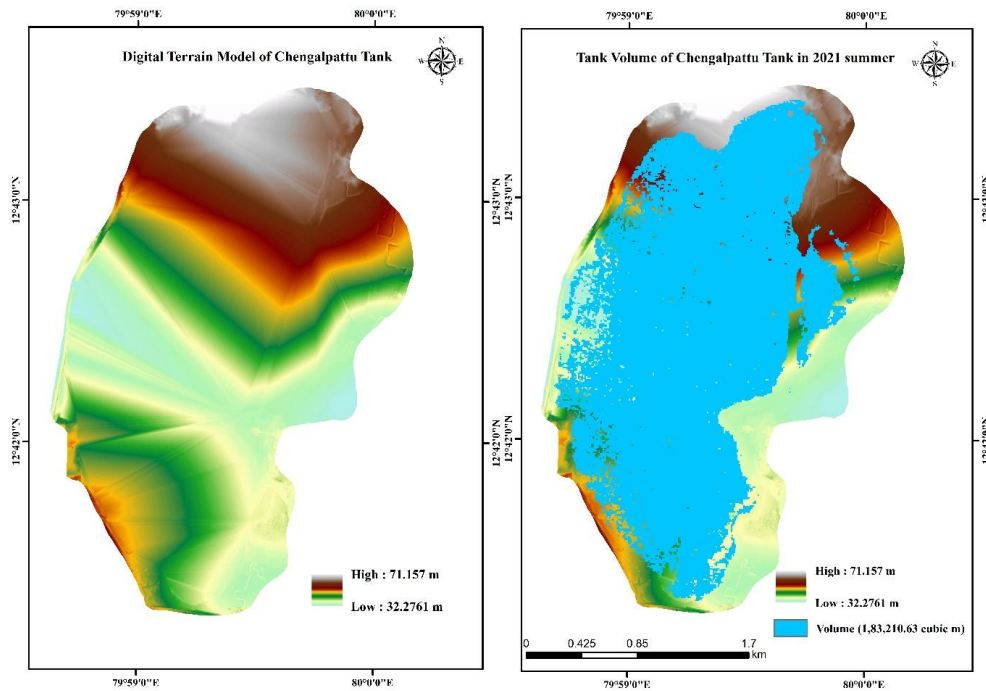 79°59'0"E
80°0'0"E
Digital Terrain Model of Chengalpattu Tank
N
W
E
S
12°43'0"N
12°42'0"N
High : 71.157 m
Low : 32.2761 m
79°59'0"E
80°0'0"E
79°59'0"E
80°0'0"E
Tank Volume of Chengalpattu Tank in 2021 summer
N
W
E
S
12°43'0"N
12°43'0"N
12°42'0"N
12°42'0"N
High : 71.157 m
Low : 32.2761 m
Volume (1,83,210.63 cubic m)
0 0.425 0.85 1.7
km
79°59'0"E
80°0'0"E